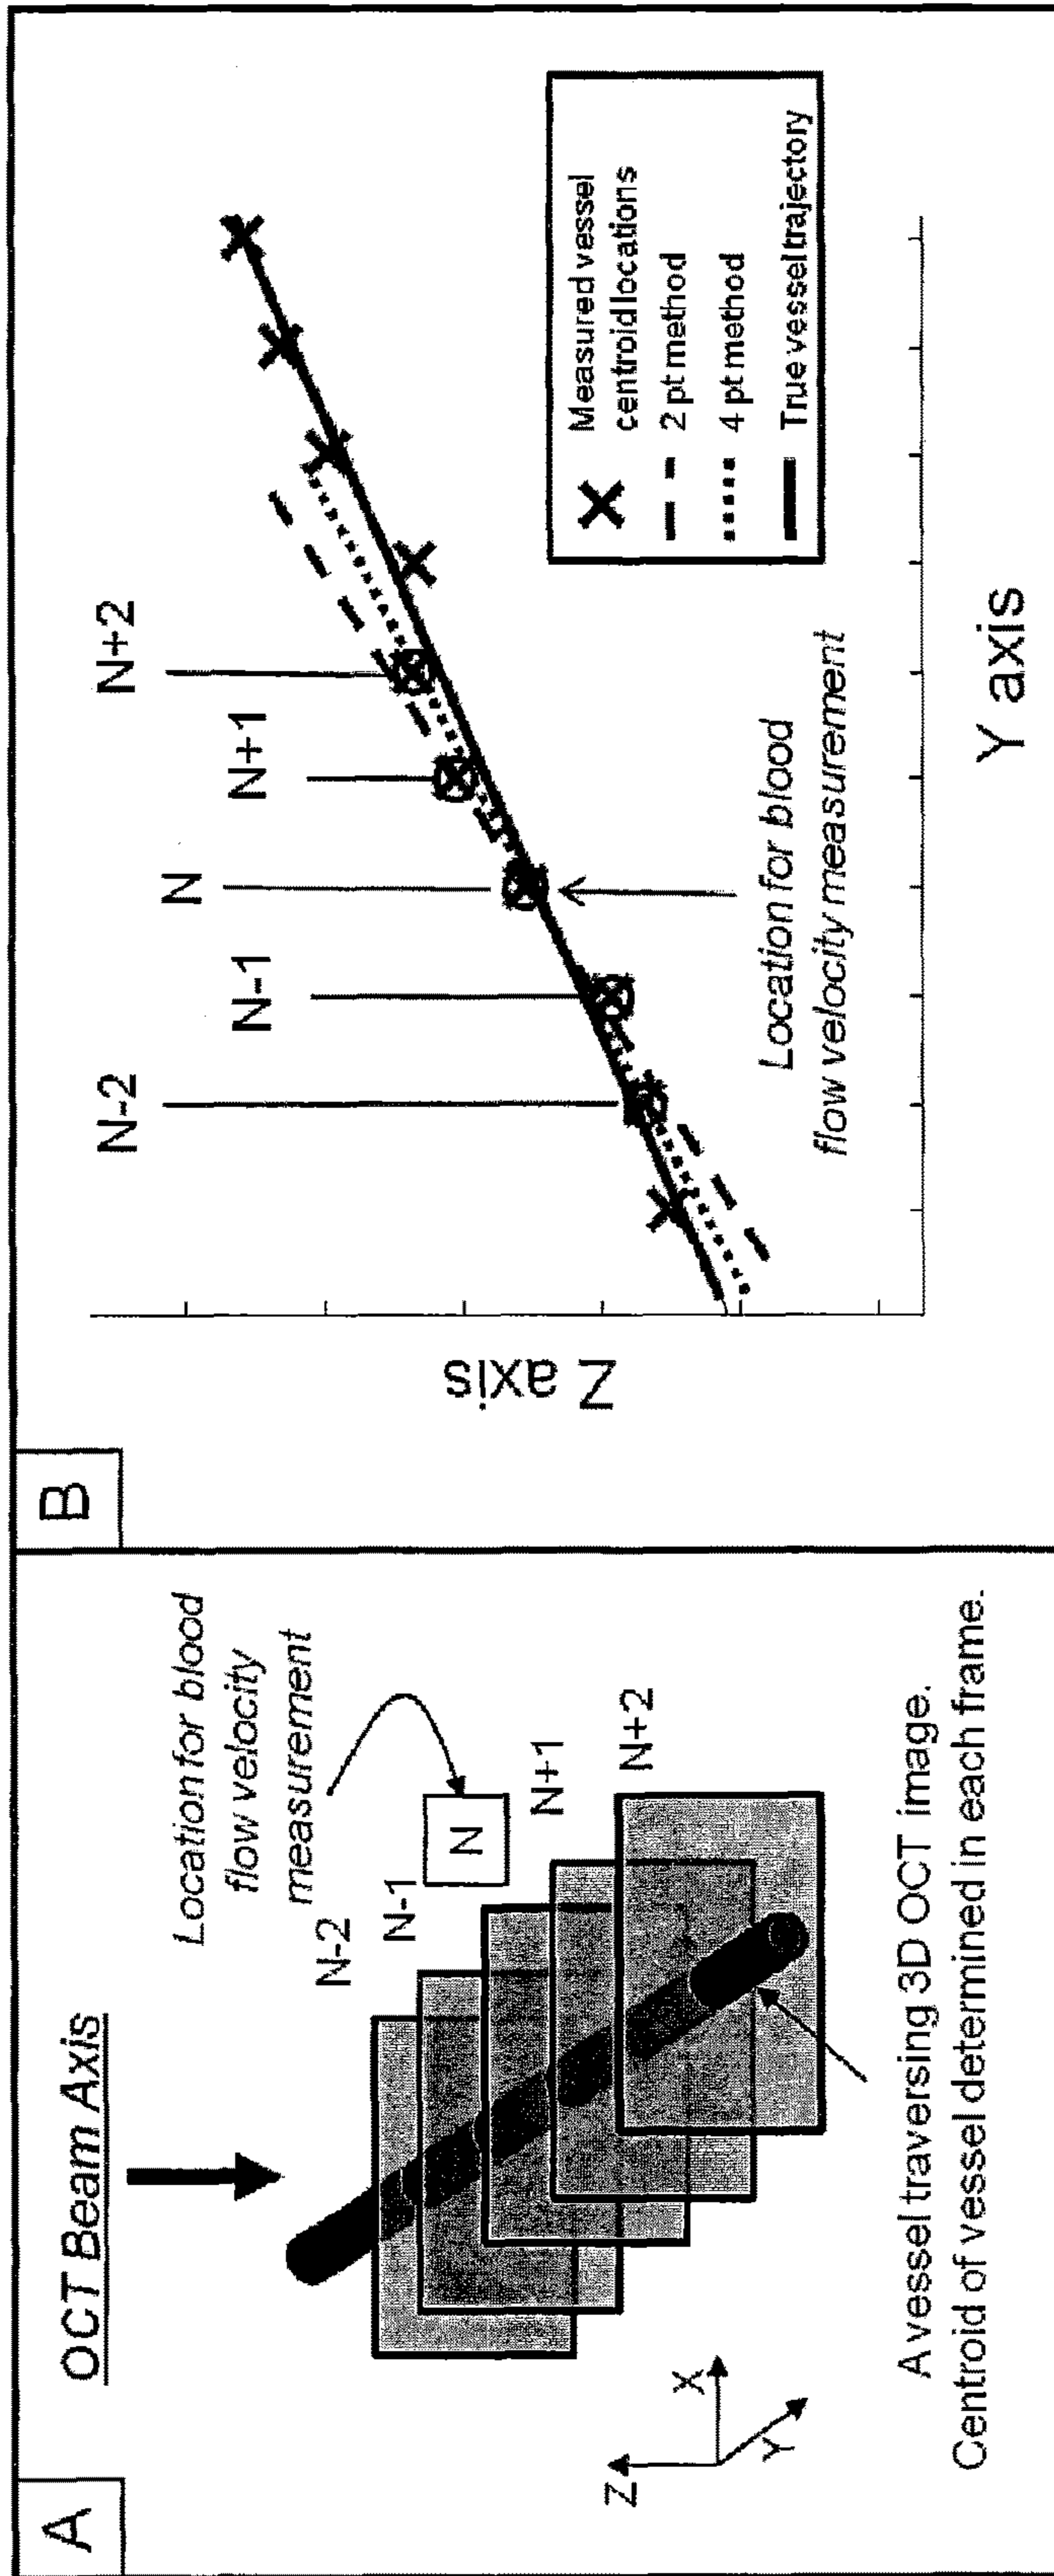 A
OCT Beam Axis
Location for blood
flow velocity
measurement
N-2
N-1
N
N+1
N+2
Z
X
Y
A vessel traversing 3D OCT image.
Centroid of vessel determined in each frame.
B
N-2
N-1
N
N+1
N+2
Z axis
Location for blood
flow velocity measurement
Measured vessel
centroid locations
2 pt method
4 pt method
True vessel trajectory
Y axis